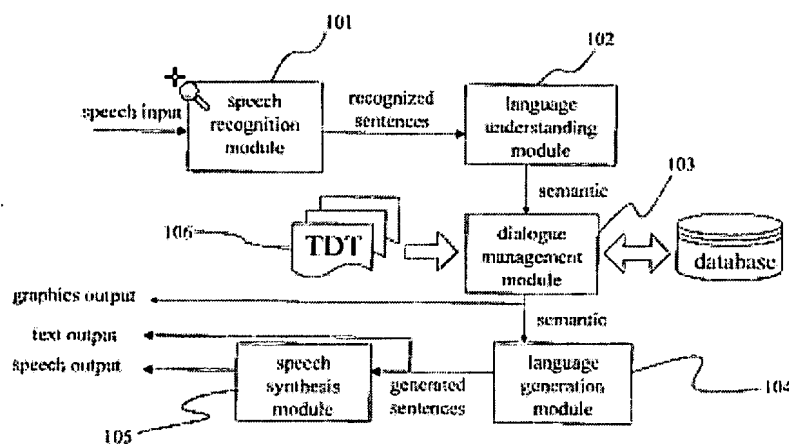 101
102
speech input
speech
recognition
module
recognized
sentences
language
understanding
module
semantic
103
106
TDT
dialogue
management
module
database
graphics output
semantic
text output
speech output
speech
synthesis
module
generated
sentences
language
generation
module
104
105